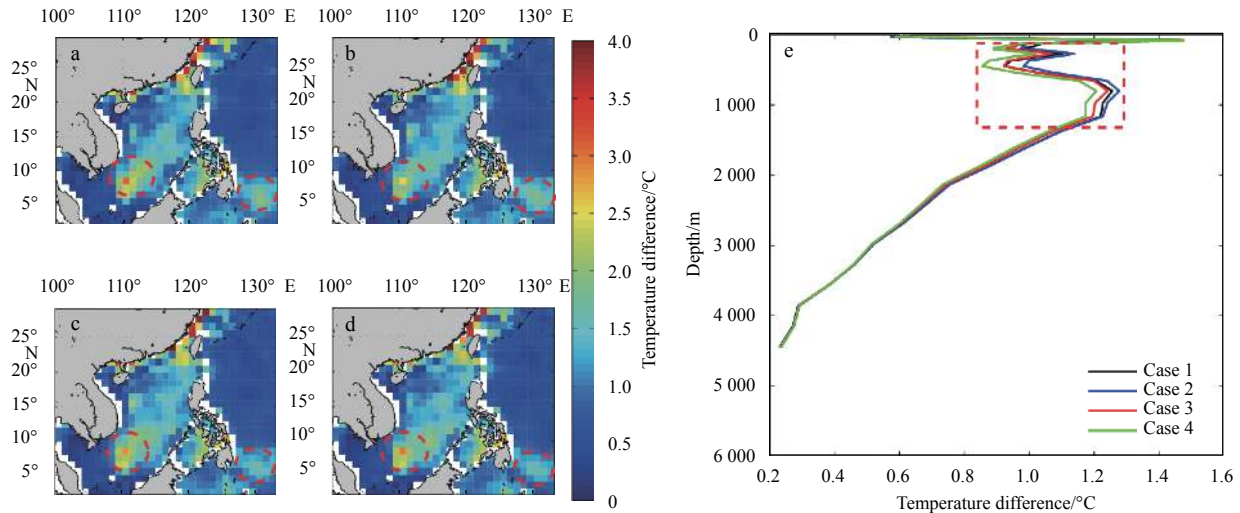 100° 110° 120° 130° E
100° 110° 120° 130° E
a
b
25°
N
20°
15°
10°
5°
25°
N
20°
15°
10°
5°
100° 110° 120° 130° E
100° 110° 120° 130° E
c
d
25°
N
20°
15°
10°
5°
25°
N
20°
15°
10°
5°
4.0
3.5
3.0
2.5
2.0
1.5
1.0
0.5
0
Temperature difference/°C
e
0
1 000
2 000
3 000
4 000
5 000
6 000
Depth/m
Case 1
Case 2
Case 3
Case 4
0.2 0.4 0.6 0.8 1.0 1.2 1.4 1.6
Temperature difference/°C